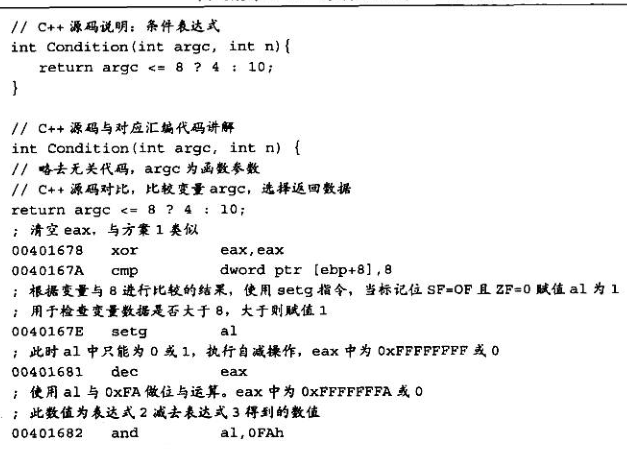 // C++ 源码说明：条件表达式
int Condition(int argc, int n){
return argc <= 8 ? 4 : 10;
}
// C++ 源码与对应汇编代码讲解
int Condition(int argc, int n) {
// 略去无关代码，argc 为函数参数
// C++ 源码对比，比较变量 argc，选择返回数据
return argc <= 8 ? 4 : 10;
; 清空 eax，与方案 1 类似
00401678 xor eax,eax
0040167A cmp dword ptr [ebp+8],8
; 根据变量与 8 进行比较的结果，使用 setg 指令，当标记位 SF=OF 且 ZF=0 赋值 al 为 1
; 用于检查变量数据是否大于 8，大于则赋值 1
0040167E setg al
; 此时 al 中只能为 0 或 1，执行自减操作，eax 中为 0xFFFFFFFF 或 0
00401681 dec eax
; 使用 al 与 0xFA 做位与运算。eax 中为 0xFFFFFFFA 或 0
; 此数值为表达式 2 减去表达式 3 得到的数值
00401682 and al,0FAh